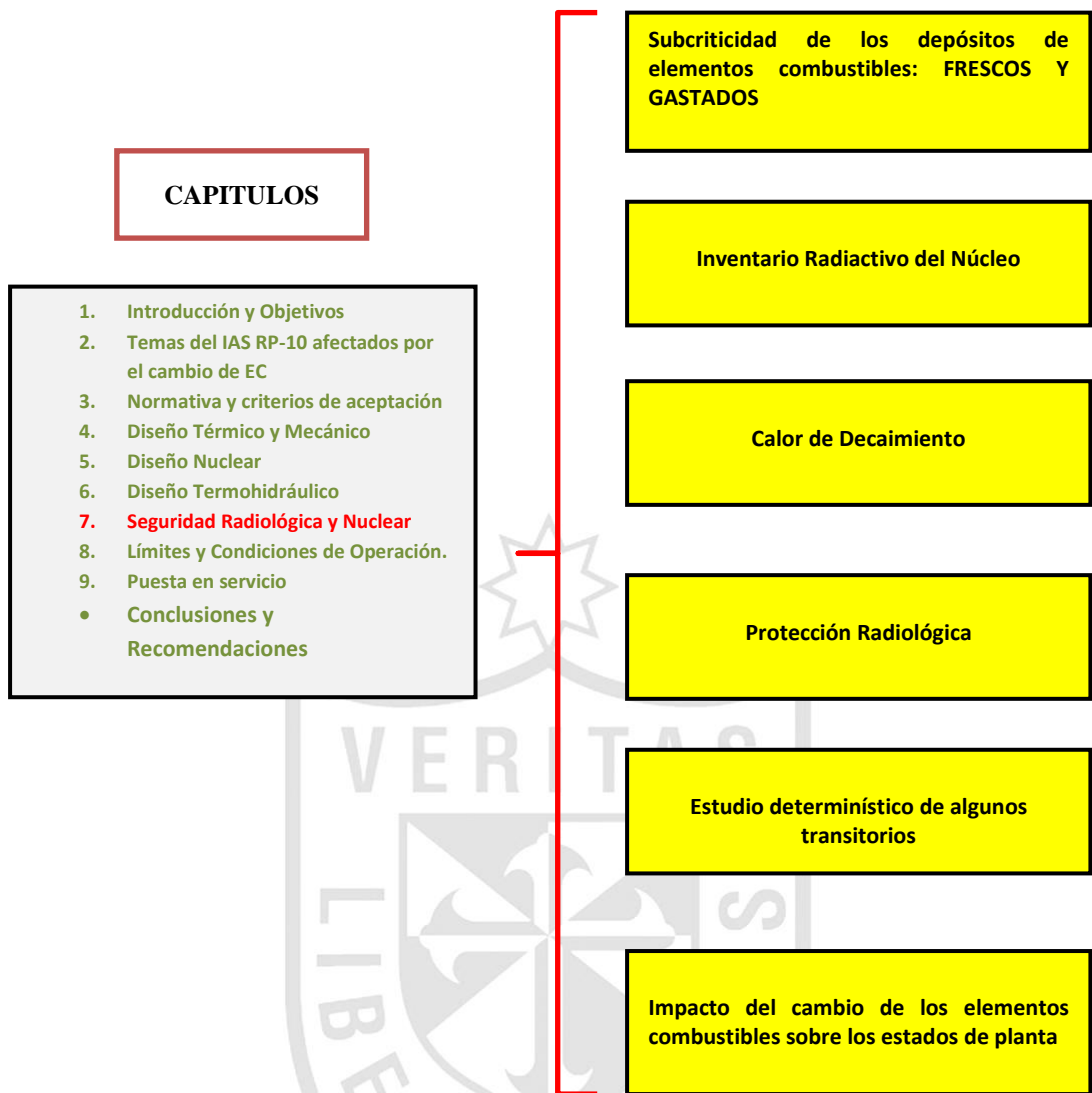 CAPITULOS
1. Introducción y Objetivos
2. Temas del IAS RP-10 afectados por
el cambio de EC
3. Normativa y criterios de aceptación
4. Diseño Térmico y Mecánico
5. Diseño Nuclear
6. Diseño Termohidráulico
7. Seguridad Radiológica y Nuclear
8. Límites y Condiciones de Operación.
9. Puesta en servicio
• Conclusiones y
Recomendaciones
Subcriticidad de los depósitos de
elementos combustibles: FRESCOS Y
GASTADOS
Inventario Radiactivo del Núcleo
Calor de Decaimiento
Protección Radiológica
Estudio determinístico de algunos
transitorios
Impacto del cambio de los elementos
combustibles sobre los estados de planta
VERITAS
LIBE
S